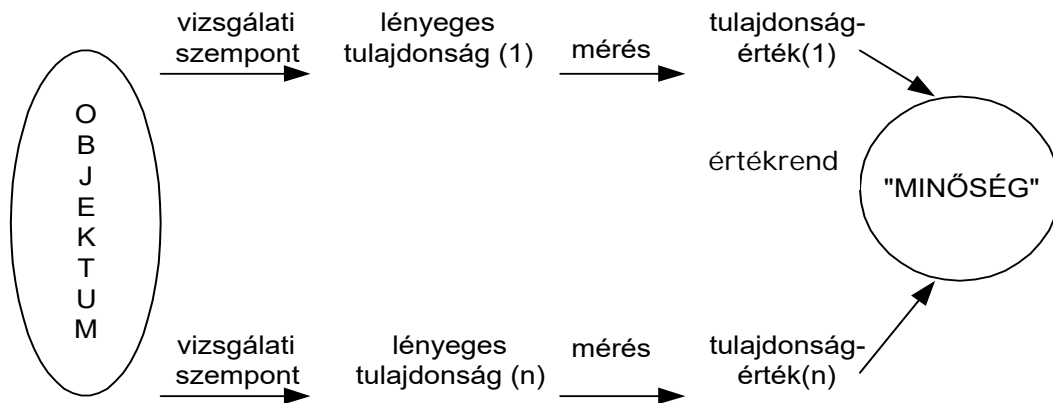 O
B
J
E
K
T
U
M
vizsgálati
szempont
lényeges
tulajdonság (1)
mérés
tulajdonság-
érték(1)
értékrend
"MINŐSÉG"
vizsgálati
szempont
lényeges
tulajdonság (n)
mérés
tulajdonság-
érték(n)